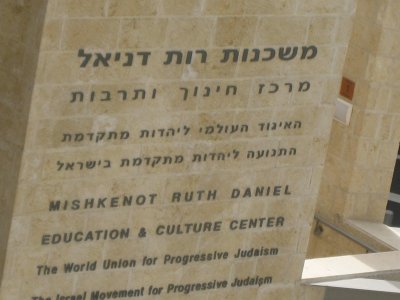 משכנות רות דניאל
מרכז חינוך ותרבות
האיגוד העולמי ליהדות מתקדמת
התנועה ליהדות מתקדמת בישראל
MISHKENOT RUTH DANIEL
EDUCATION & CULTURE CENTER
The World Union for Progressive Judaism
The Israel Movement for Progressive Judaism